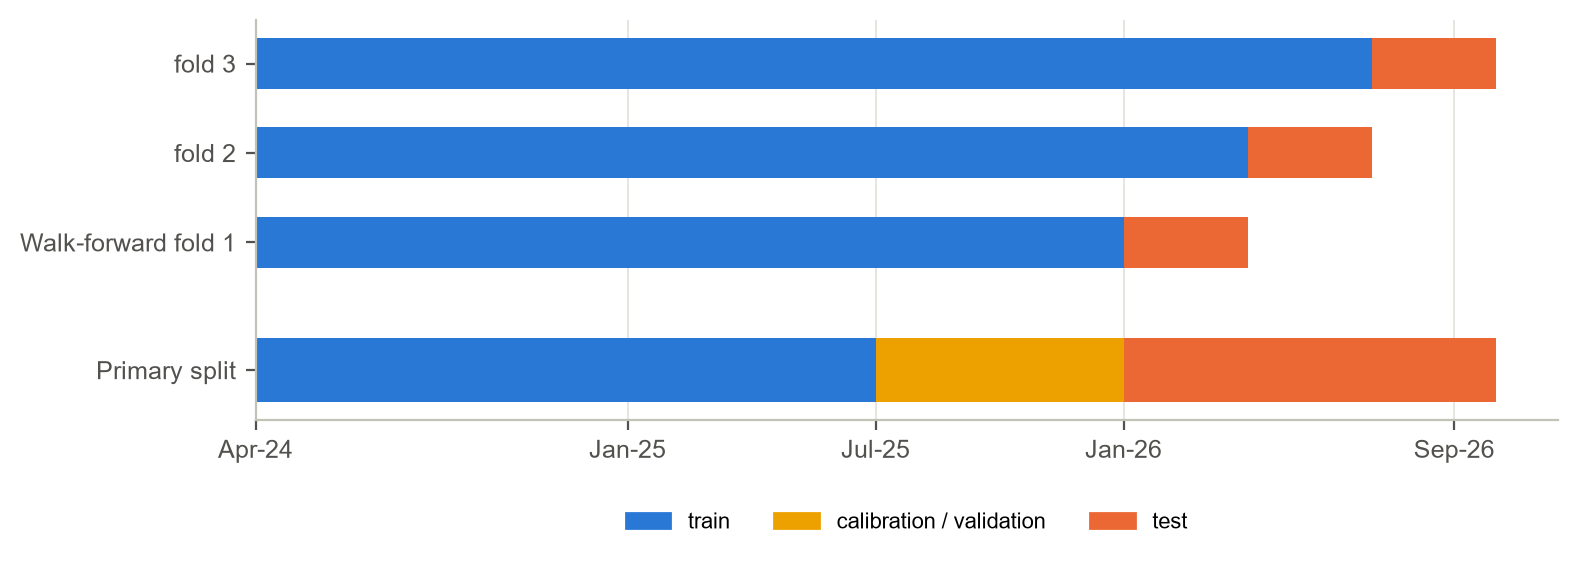 fold 3
fold 2
Walk-forward fold 1
Primary split
Apr-24 Jan-25 Jul-25 Jan-26 Sep-26
train calibration / validation test